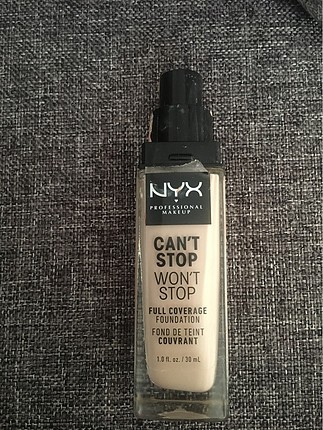 NYX
PROFESSIONAL
MAKEUP
CAN'T
STOP
WON'T
STOP
FULL COVERAGE
FOUNDATION
FOND DE TEINT
COUVRANT
1.0 fl. oz. / 30 mL